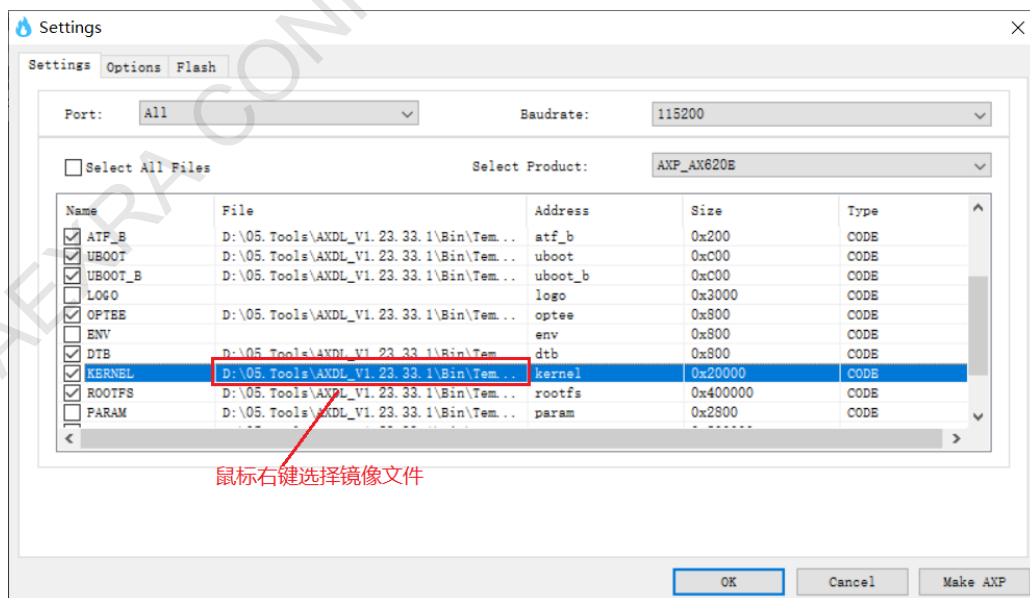 Settings
Settings Options Flash
Port: All Baudrate: 115200
Select All Files Select Product: AXP_AX620E
Name File Address Size Type
ATF_B D:\05.Tools\AXDL_V1.23.33.1\Bin\Tem... atf_b 0x200 CODE
UBOOT D:\05.Tools\AXDL_V1.23.33.1\Bin\Tem... uboot 0xC00 CODE
UBOOT_B D:\05.Tools\AXDL_V1.23.33.1\Bin\Tem... uboot_b 0xC00 CODE
LOGO logo 0x3000 CODE
OPTEE D:\05.Tools\AXDL_V1.23.33.1\Bin\Tem... optee 0x800 CODE
ENV env 0x800 CODE
DTB D:\05.Tools\AXDL_V1.23.33.1\Bin\Tem dtb 0x800 CODE
KERNEL D:\05.Tools\AXDL_V1.23.33.1\Bin\Tem... kernel 0x20000 CODE
ROOTFS D:\05.Tools\AXDL_V1.23.33.1\Bin\Tem... rootfs 0x400000 CODE
PARAM D:\05.Tools\AXDL_V1.23.33.1\Bin\Tem... param 0x2800 CODE
鼠标右键选择镜像文件
OK Cancel Make AXP